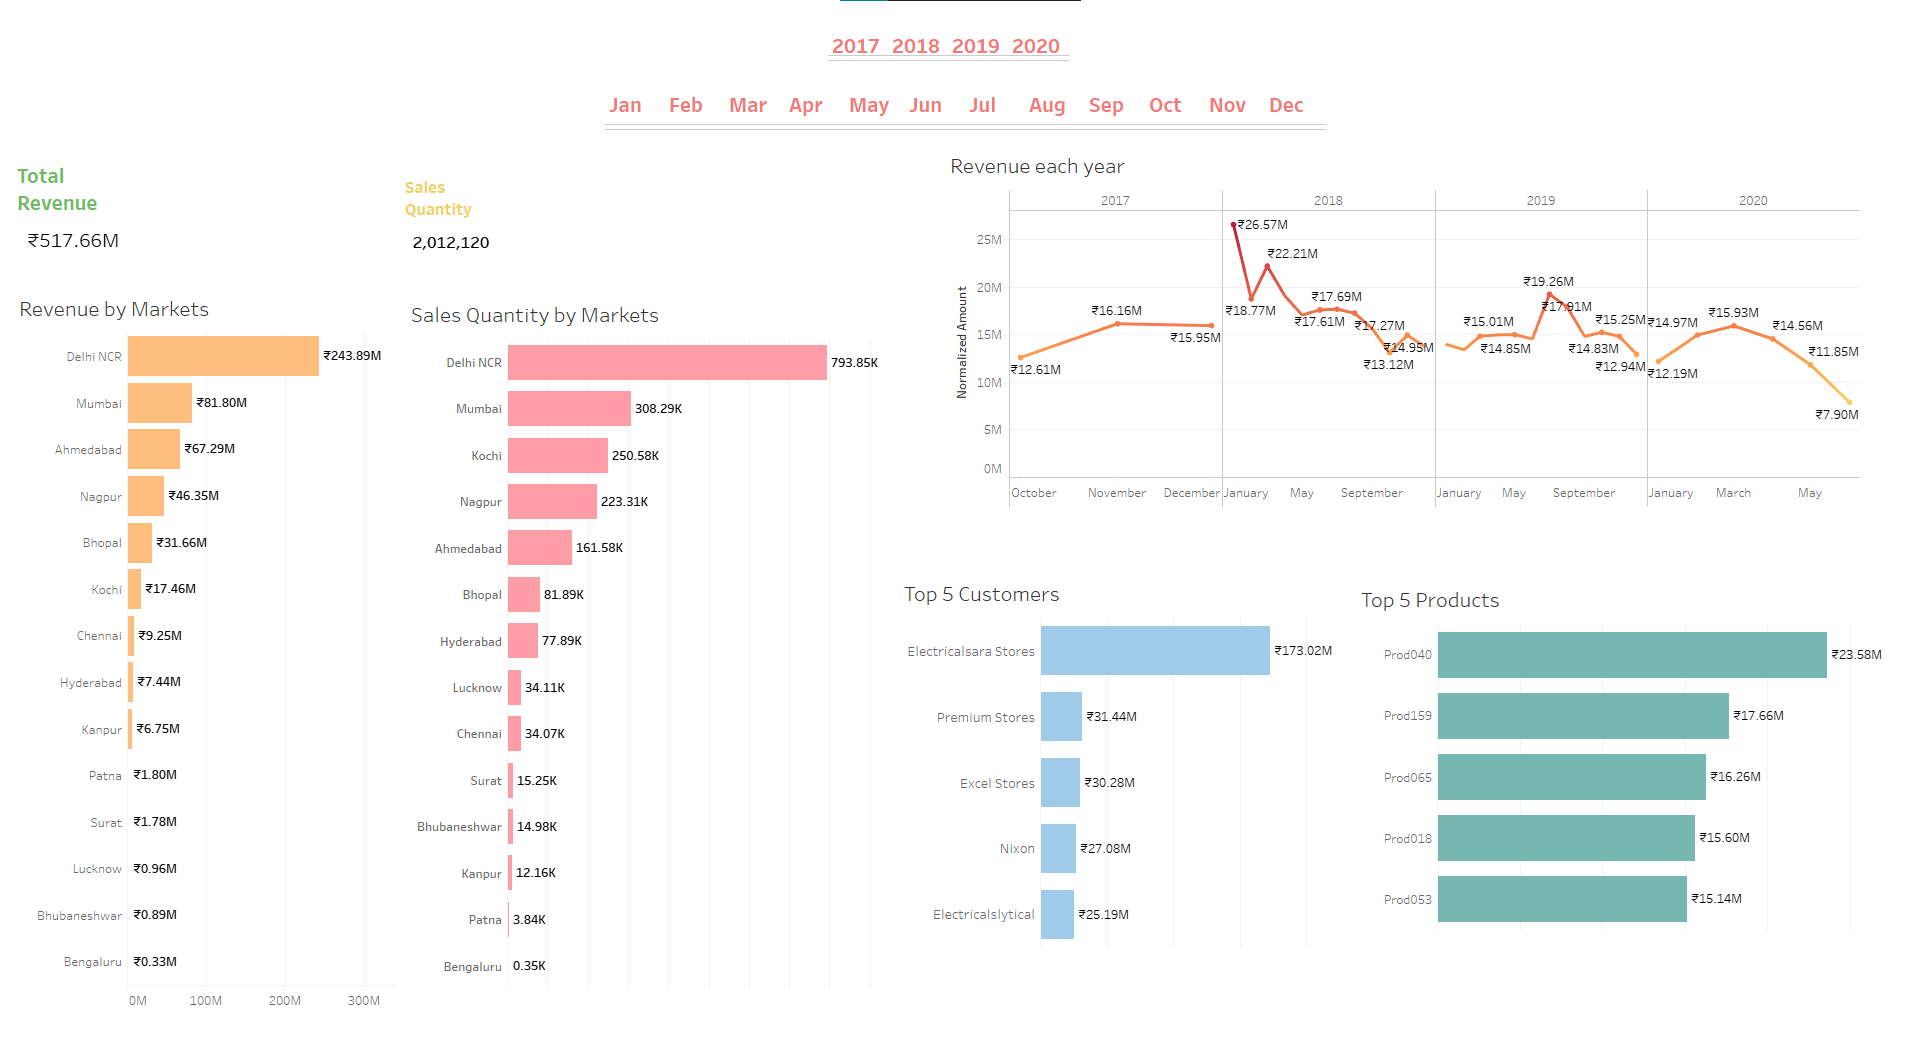 2017 2018 2019 2020
Jan Feb Mar Apr May Jun Jul Aug Sep Oct Nov Dec
Total
Revenue
₹517.66M
Sales
Quantity
2,012,120
Revenue by Markets
Delhi NCR ₹243.89M
Mumbai ₹81.80M
Ahmedabad ₹67.29M
Nagpur ₹46.35M
Bhopal ₹31.66M
Kochi ₹17.46M
Chennai ₹9.25M
Hyderabad ₹7.44M
Kanpur ₹6.75M
Patna ₹1.80M
Surat ₹1.78M
Lucknow ₹0.96M
Bhubaneshwar ₹0.89M
Bengaluru ₹0.33M
0M 100M 200M 300M
Sales Quantity by Markets
Delhi NCR 793.85K
Mumbai 308.29K
Kochi 250.58K
Nagpur 223.31K
Ahmedabad 161.58K
Bhopal 81.89K
Hyderabad 77.89K
Lucknow 34.11K
Chennai 34.07K
Surat 15.25K
Bhubaneshwar 14.98K
Kanpur 12.16K
Patna 3.84K
Bengaluru 0.35K
Revenue each year
2017 2018 2019 2020
Normalized Amount
25M
20M
15M
10M
5M
0M
₹12.61M
₹16.16M
₹15.95M
₹26.57M
₹18.77M
₹22.21M
₹17.61M
₹17.69M
₹17.27M
₹13.12M
₹14.95M
₹15.01M
₹14.85M
₹19.26M
₹17.91M
₹14.83M
₹15.25M
₹12.94M
₹12.19M
₹14.97M
₹15.93M
₹14.56M
₹11.85M
₹7.90M
October November December January May September January May September January March May
Top 5 Customers
Electricalsara Stores ₹173.02M
Premium Stores ₹31.44M
Excel Stores ₹30.28M
Nixon ₹27.08M
Electricalslytical ₹25.19M
Top 5 Products
Prod040 ₹23.58M
Prod159 ₹17.66M
Prod065 ₹16.26M
Prod018 ₹15.60M
Prod053 ₹15.14M